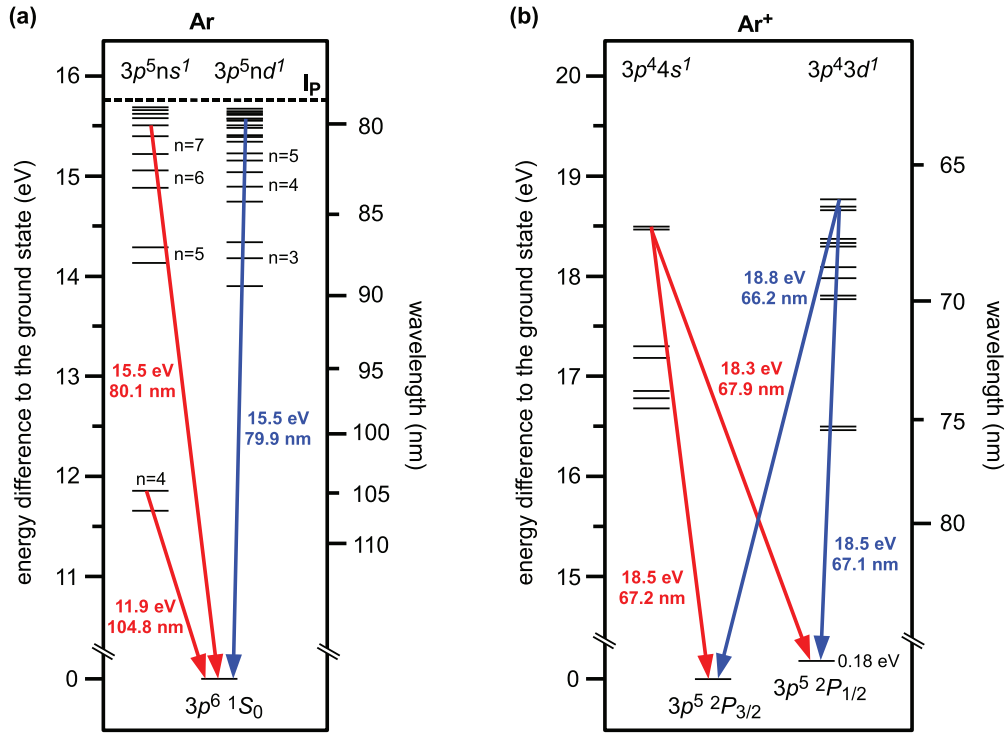 (a)
Ar
3p⁵ns¹
3p⁵nd¹
Iₚ
n=7
n=6
n=5
n=4
n=5
n=4
n=3
16
15
14
13
12
11
0
energy difference to the ground state (eV)
80
85
90
95
100
105
110
wavelength (nm)
15.5 eV
80.1 nm
15.5 eV
79.9 nm
11.9 eV
104.8 nm
3p⁶ ¹S₀
(b)
Ar⁺
3p⁴4s¹
3p⁴3d¹
20
19
18
17
16
15
0
energy difference to the ground state (eV)
65
70
75
80
wavelength (nm)
18.8 eV
66.2 nm
18.3 eV
67.9 nm
18.5 eV
67.2 nm
18.5 eV
67.1 nm
0.18 eV
3p⁵ ²P₃/₂
3p⁵ ²P₁/₂